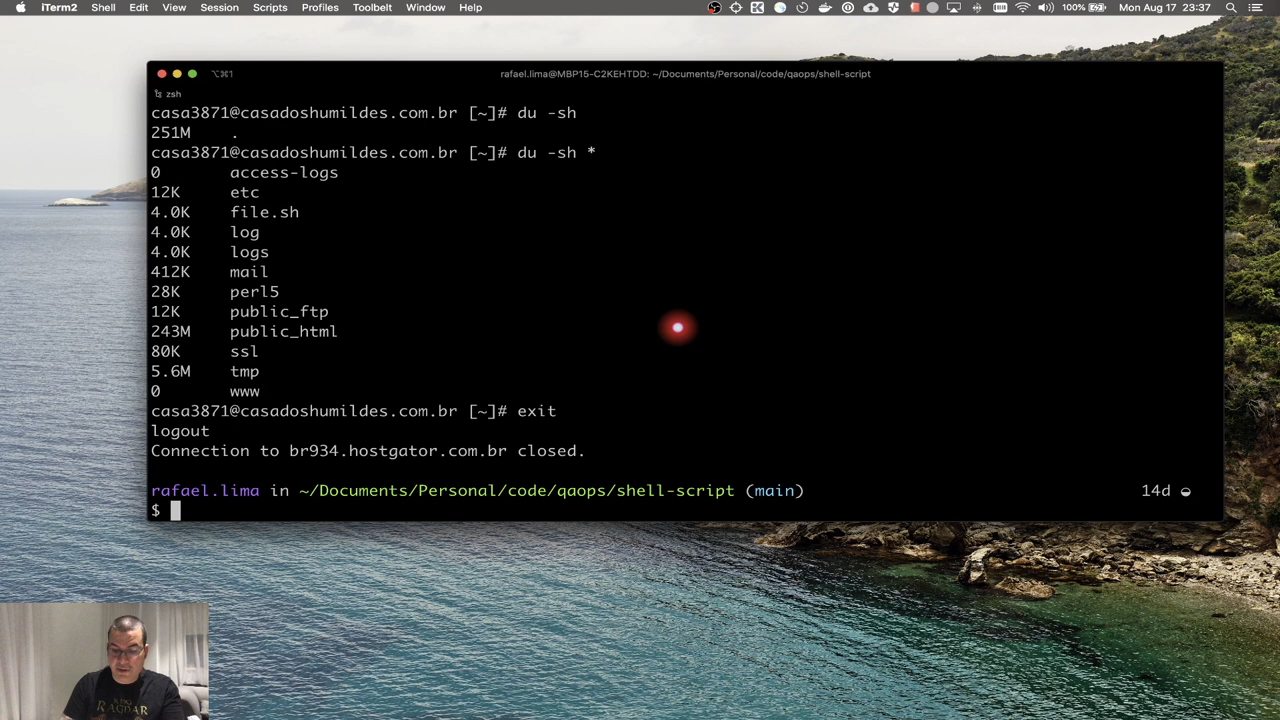 iTerm2 Shell Edit View Session Scripts Profiles Toolbelt Window Help 100% Mon Aug 17 23:37
⌥⌘1 rafael.lima@MBP15-C2KEHTDD: ~/Documents/Personal/code/qaops/shell-script
zsh
casa3871@casadoshumildes.com.br [~]# du -sh
251M .
casa3871@casadoshumildes.com.br [~]# du -sh *
0 access-logs
12K etc
4.0K file.sh
4.0K log
4.0K logs
412K mail
28K perl5
12K public_ftp
243M public_html
80K ssl
5.6M tmp
0 www
casa3871@casadoshumildes.com.br [~]# exit
logout
Connection to br934.hostgator.com.br closed.
rafael.lima in ~/Documents/Personal/code/qaops/shell-script (main) 14d
$
RAGNAR